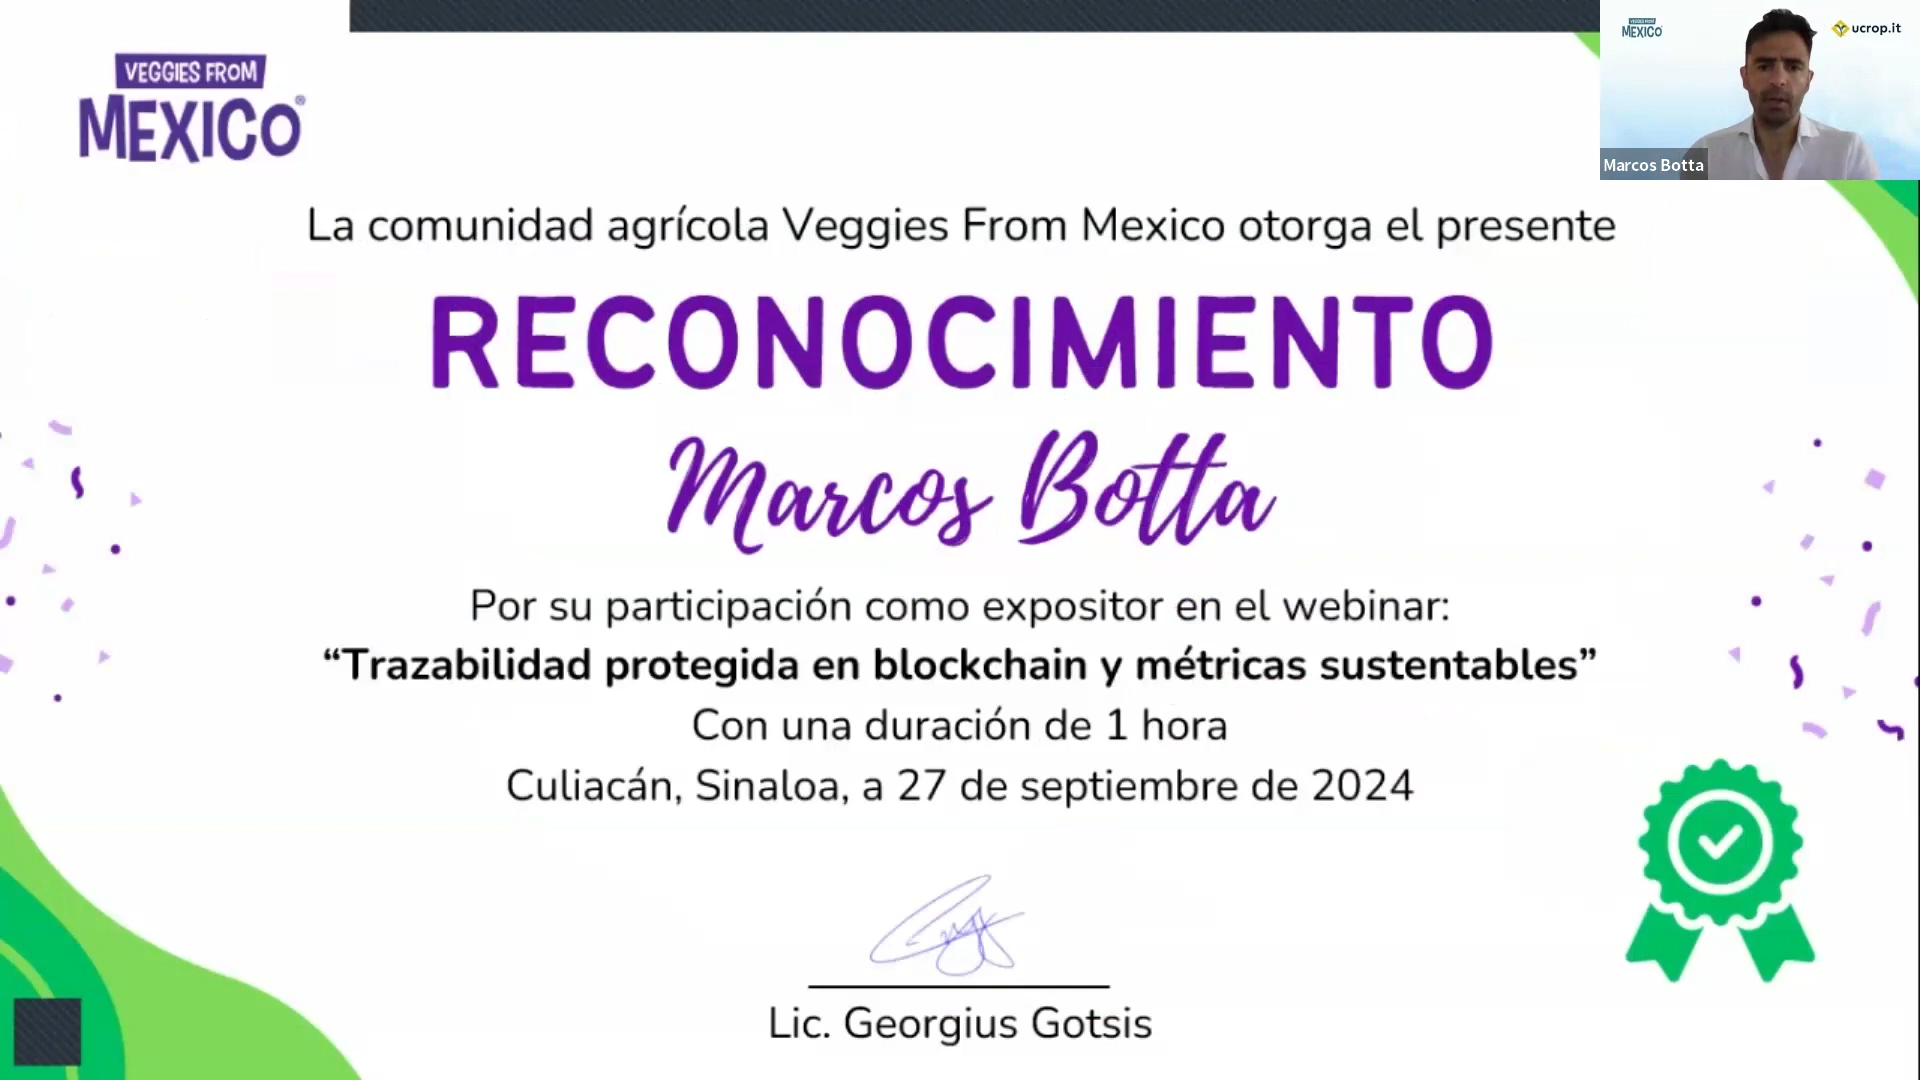 VEGGIES FROM
MEXICO®
VEGGIES FROM
MEXICO
ucrop.it
Marcos Botta
La comunidad agrícola Veggies From Mexico otorga el presente
RECONOCIMIENTO
Marcos Botta
Por su participación como expositor en el webinar:
“Trazabilidad protegida en blockchain y métricas sustentables”
Con una duración de 1 hora
Culiacán, Sinaloa, a 27 de septiembre de 2024
Lic. Georgius Gotsis